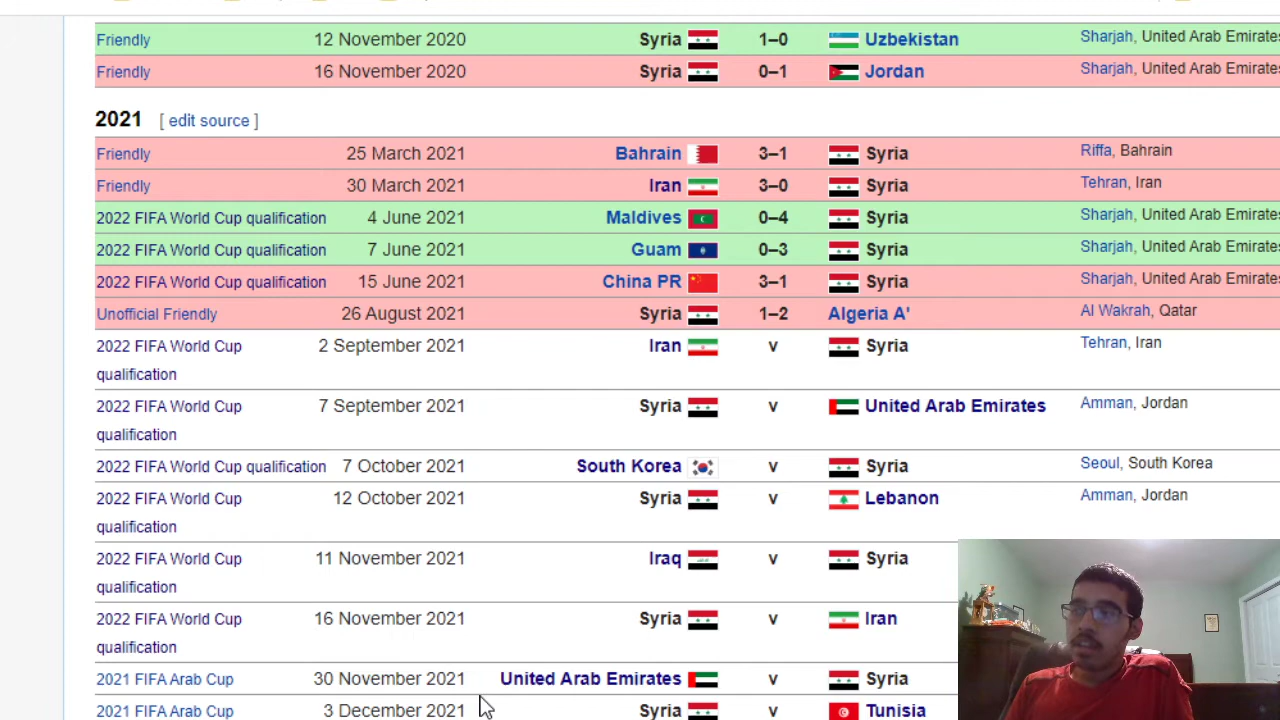 Friendly 12 November 2020 Syria 1–0 Uzbekistan Sharjah, United Arab Emirates
Friendly 16 November 2020 Syria 0–1 Jordan Sharjah, United Arab Emirates
2021 [ edit source ]
Friendly 25 March 2021 Bahrain 3–1 Syria Riffa, Bahrain
Friendly 30 March 2021 Iran 3–0 Syria Tehran, Iran
2022 FIFA World Cup qualification 4 June 2021 Maldives 0–4 Syria Sharjah, United Arab Emirates
2022 FIFA World Cup qualification 7 June 2021 Guam 0–3 Syria Sharjah, United Arab Emirates
2022 FIFA World Cup qualification 15 June 2021 China PR 3–1 Syria Sharjah, United Arab Emirates
Unofficial Friendly 26 August 2021 Syria 1–2 Algeria A' Al Wakrah, Qatar
2022 FIFA World Cup 2 September 2021 Iran v Syria Tehran, Iran
qualification
2022 FIFA World Cup 7 September 2021 Syria v United Arab Emirates Amman, Jordan
qualification
2022 FIFA World Cup qualification 7 October 2021 South Korea v Syria Seoul, South Korea
2022 FIFA World Cup 12 October 2021 Syria v Lebanon Amman, Jordan
qualification
2022 FIFA World Cup 11 November 2021 Iraq v Syria
qualification
2022 FIFA World Cup 16 November 2021 Syria v Iran
qualification
2021 FIFA Arab Cup 30 November 2021 United Arab Emirates v Syria
2021 FIFA Arab Cup 3 December 2021 Syria v Tunisia